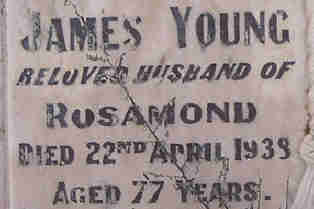 JAMES YOUNG
BELOVED HUSBAND OF
ROSAMOND
DIED 22ND APRIL 1938
AGED 77 YEARS.